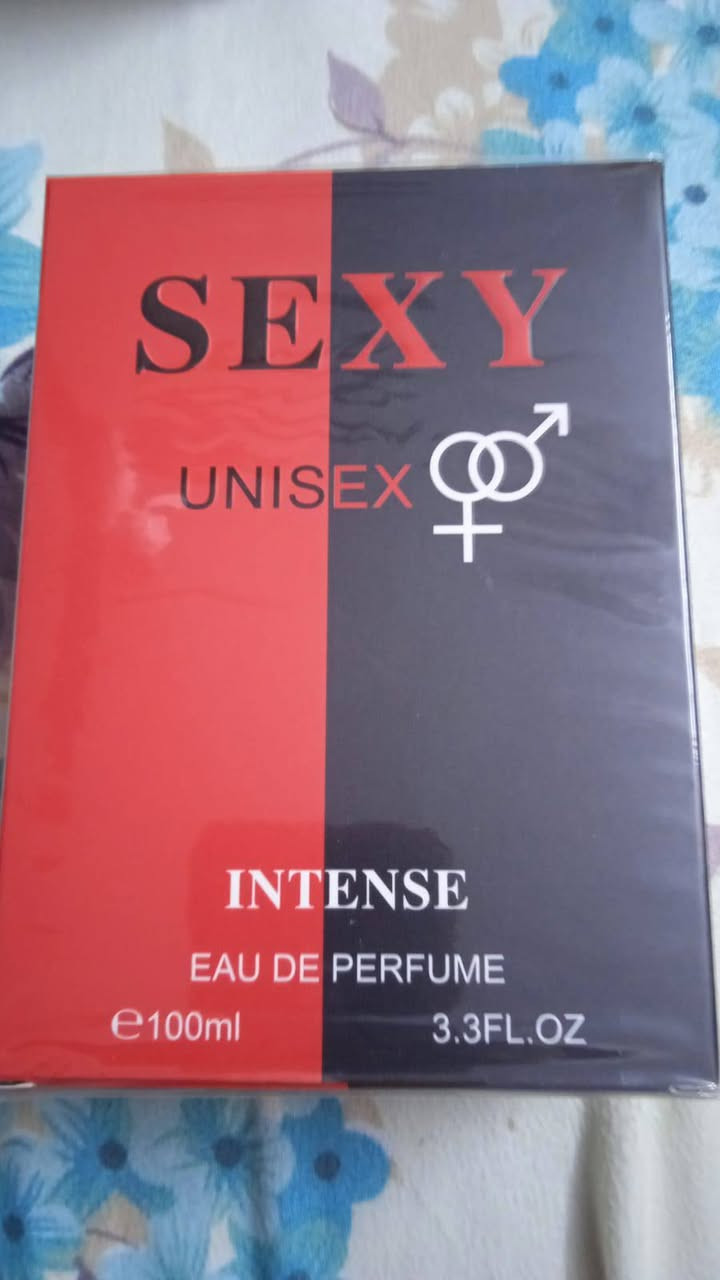 SEXY
UNISEX
INTENSE
EAU DE PERFUME
℮100ml 3.3FL.OZ